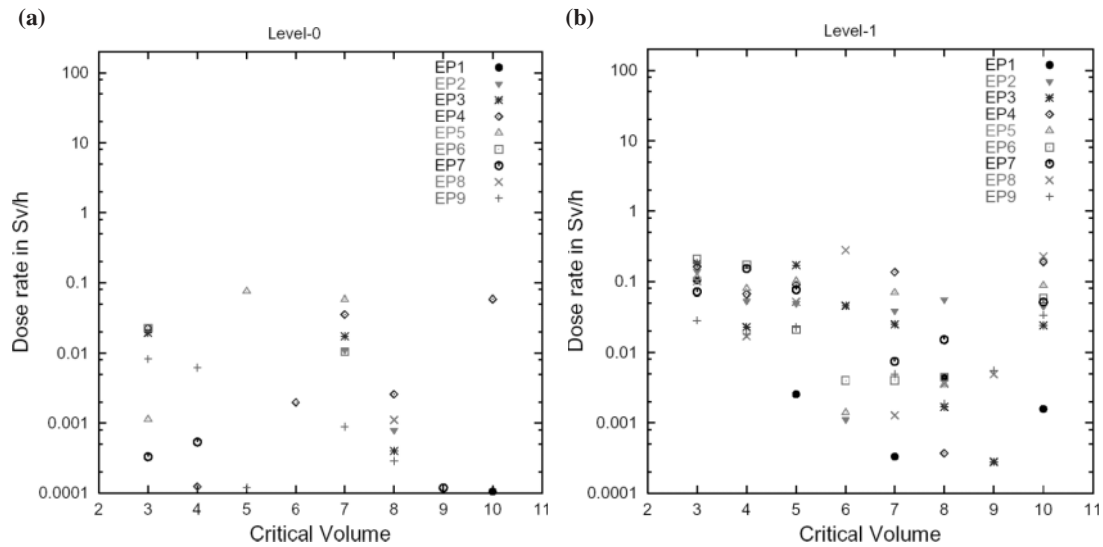 (a)
Level-0
100
10
1
0.1
0.01
0.001
0.0001
Dose rate in Sv/h
EP1
EP2
EP3
EP4
EP5
EP6
EP7
EP8
EP9
2 3 4 5 6 7 8 9 10 11
Critical Volume
(b)
Level-1
100
10
1
0.1
0.01
0.001
0.0001
Dose rate in Sv/h
EP1
EP2
EP3
EP4
EP5
EP6
EP7
EP8
EP9
2 3 4 5 6 7 8 9 10 11
Critical Volume